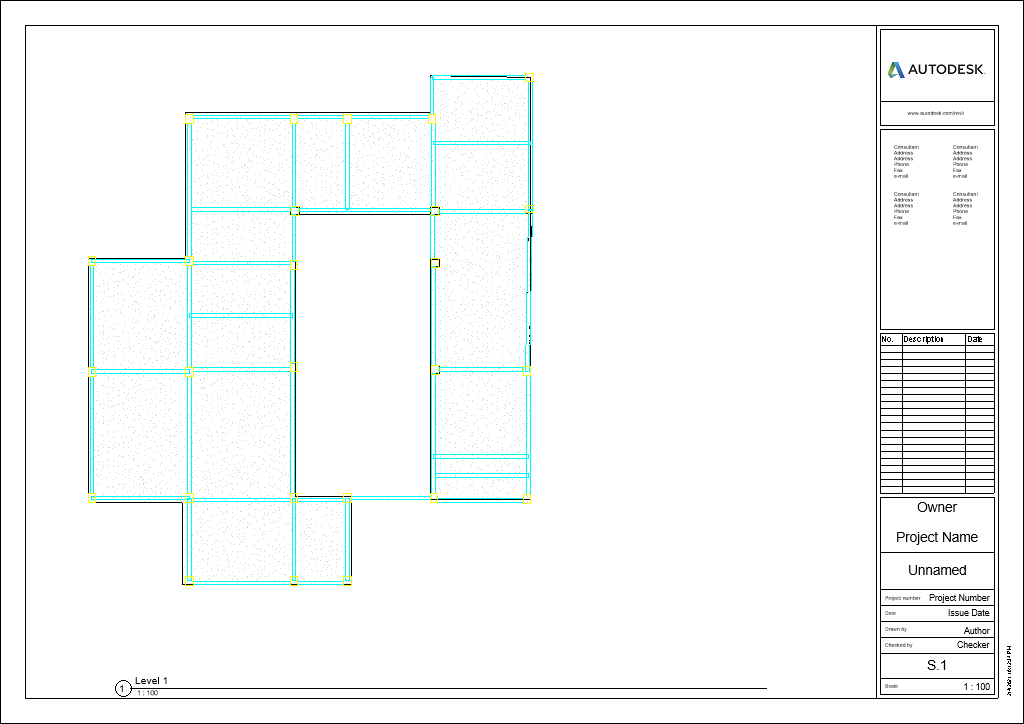 AUTODESK
www.autodesk.com/revit
Consultant
Address
Address
Phone
Fax
e-mail
Consultant
Address
Address
Phone
Fax
e-mail
Consultant
Address
Address
Phone
Fax
e-mail
Consultant
Address
Address
Phone
Fax
e-mail
No. Description Date
Owner
Project Name
Unnamed
Project number Project Number
Date Issue Date
Drawn by Author
Checked by Checker
S.1
Scale 1 : 100
1 Level 1
1 : 100